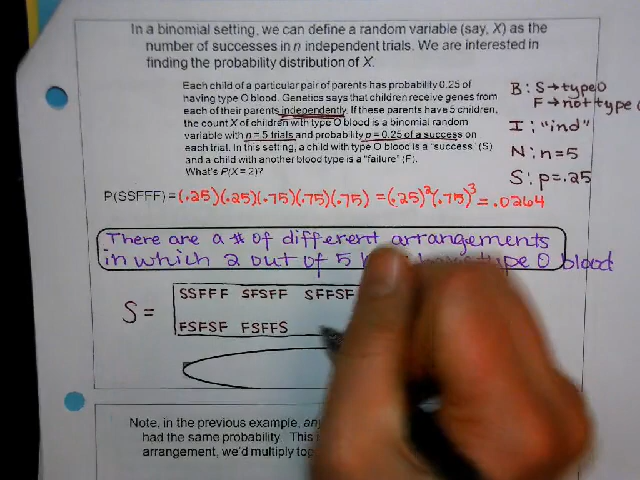 In a binomial setting, we can define a random variable (say, X) as the
number of successes in n independent trials. We are interested in
finding the probability distribution of X.
Each child of a particular pair of parents has probability 0.25 of
having type O blood. Genetics says that children receive genes from
each of their parents independently. If these parents have 5 children,
the count X of children with type O blood is a binomial random
variable with n = 5 trials and probability p = 0.25 of a success on
each trial. In this setting, a child with type O blood is a "success" (S)
and a child with another blood type is a "failure" (F).
What's P(X = 2)?
B: S→type O
F→not type O
I: "ind"
N: n=5
S: p=.25
P(SSFFF) = (.25)(.25)(.75)(.75)(.75) = (.25)²(.75)³ = .0264
There are a # of different arrangements
in which 2 out of 5 have type O blood
S =
SSFFF SFSFF SFFSF
FSFSF FSFFS
Note, in the previous example,
had the same probability. This
arrangement, we'd multiply